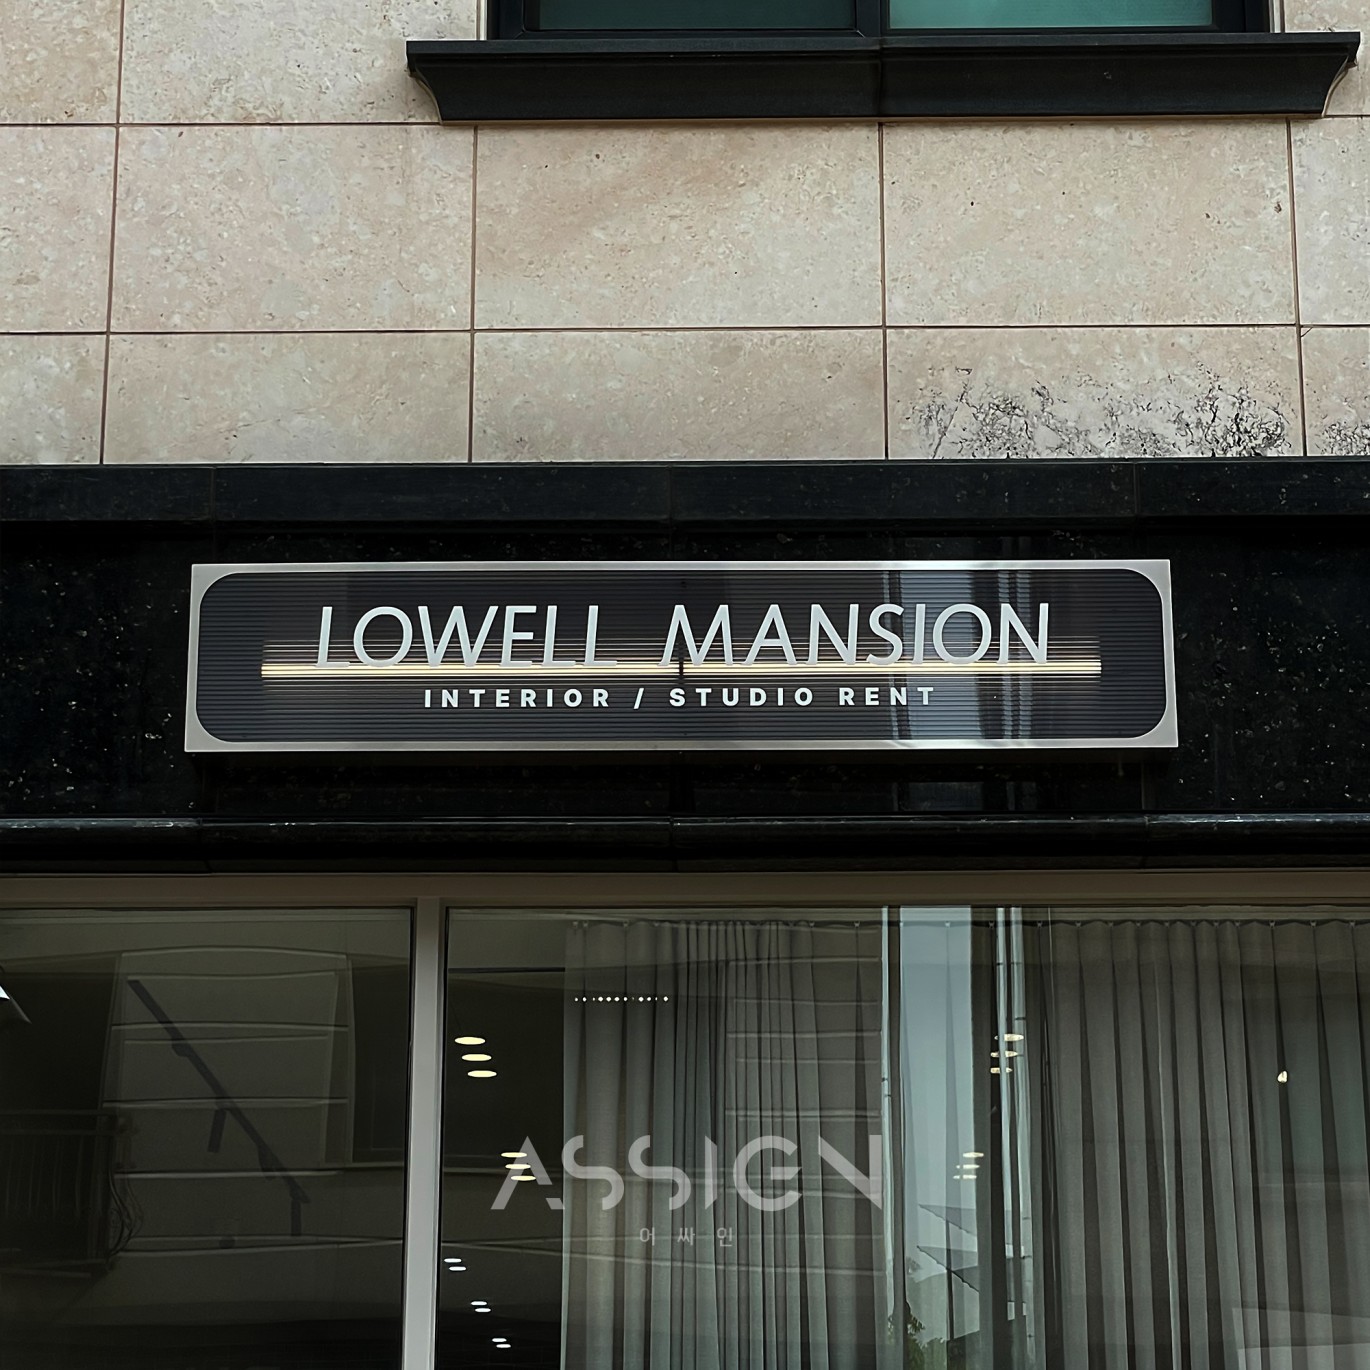 LOWELL MANSION
INTERIOR / STUDIO RENT
ASSIGN
어싸인